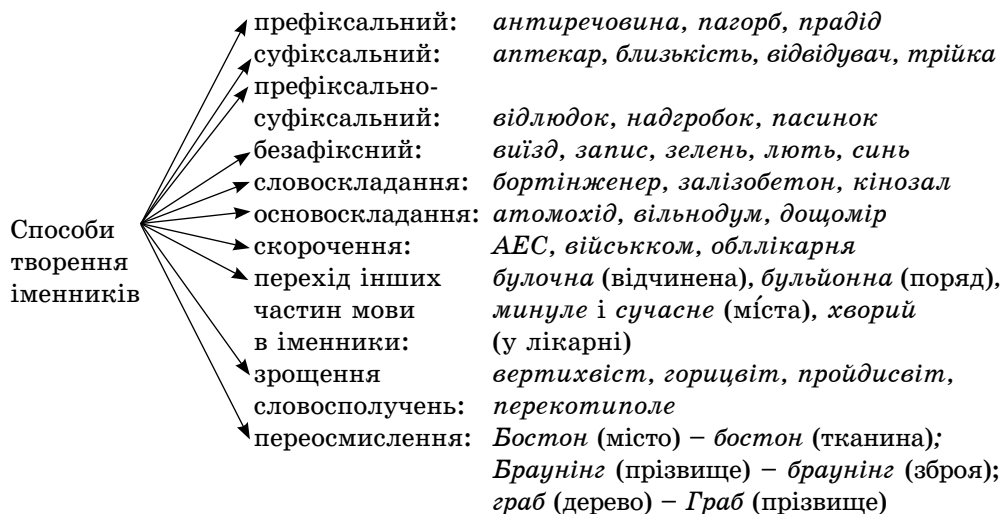 префіксальний: антиречовина, пагорб, прадід
суфіксальний: аптекар, близькість, відвідувач, трійка
префіксально-
суфіксальний: відлюдок, надгробок, пасинок
безафіксний: виїзд, запис, зелень, лють, синь
словоскладання: бортінженер, залізобетон, кінозал
Способи основоскладання: атомохід, вільнодум, дощомір
творення скорочення: АЕС, військком, обллікарня
іменників перехід інших булочна (відчинена), бульйонна (поряд),
частин мови минуле і сучасне (мі́ста), хворий
в іменники: (у лікарні)
зрощення вертихвіст, горицвіт, пройдисвіт,
словосполучень: перекотиполе
переосмислення: Бостон (місто) – бостон (тканина);
Браунінг (прізвище) – браунінг (зброя);
граб (дерево) – Граб (прізвище)